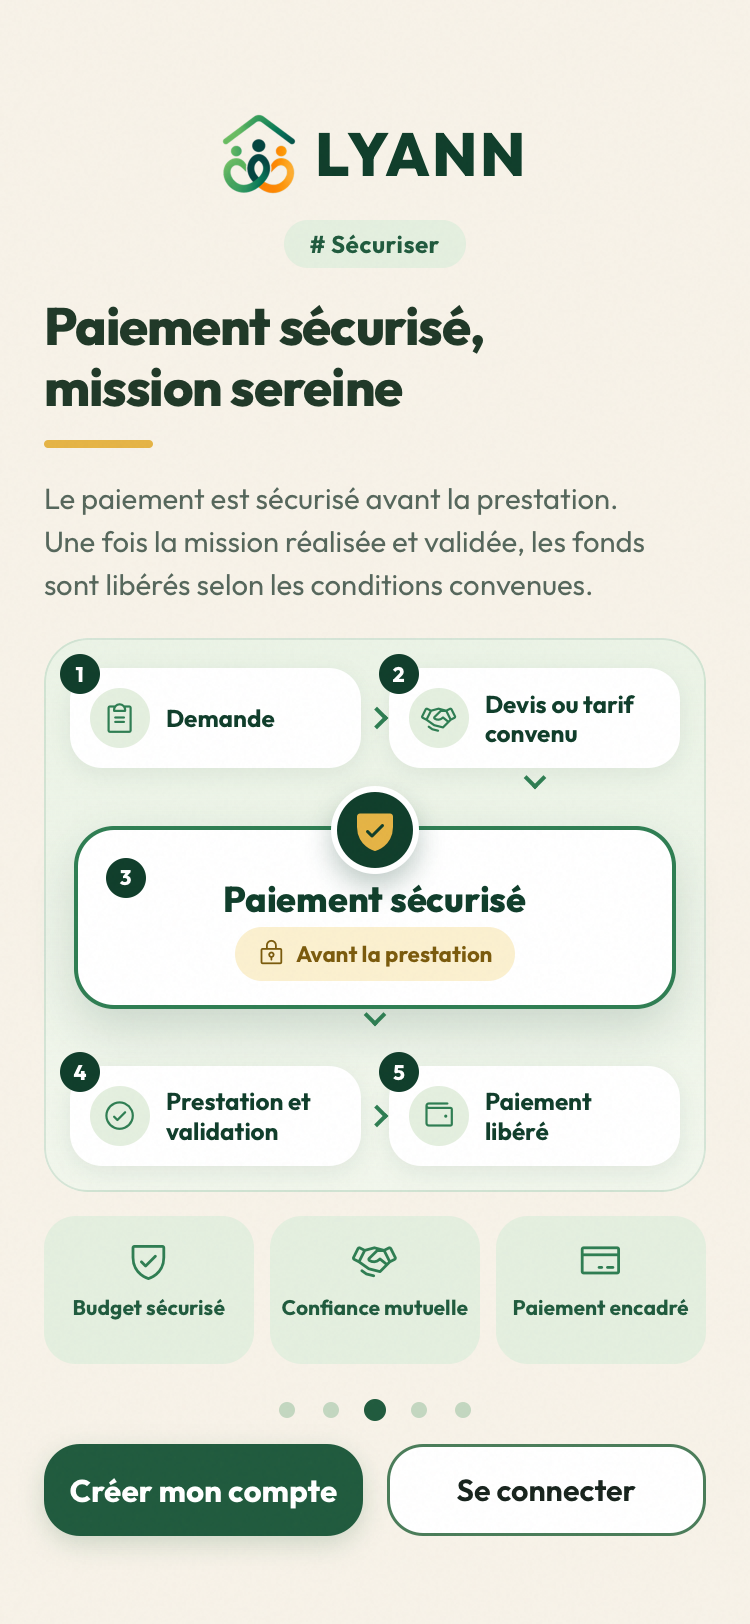 LYANN
# Sécuriser
Paiement sécurisé,
mission sereine
Le paiement est sécurisé avant la prestation.
Une fois la mission réalisée et validée, les fonds
sont libérés selon les conditions convenues.
1
Demande
2
Devis ou tarif
convenu
3
Paiement sécurisé
Avant la prestation
4
Prestation et
validation
5
Paiement
libéré
Budget sécurisé
Confiance mutuelle
Paiement encadré
Créer mon compte
Se connecter